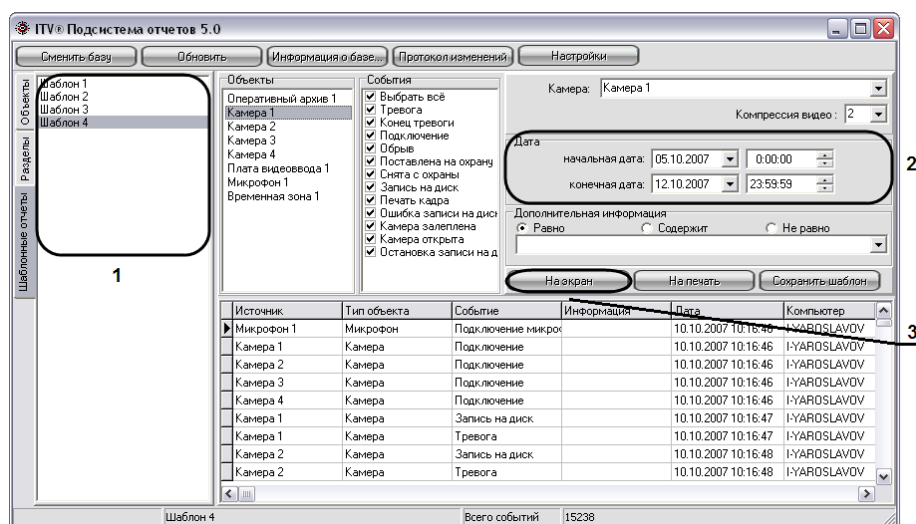 ITV® Подсистема отчетов 5.0
Сменить базу Обновить Информация о базе... Протокол изменений Настройки
Объекты
Разделы
Шаблонные отчеты
Шаблон 1
Шаблон 2
Шаблон 3
Шаблон 4
1
Объекты
Оперативный архив 1
Камера 1
Камера 2
Камера 3
Камера 4
Плата видеоввода 1
Микрофон 1
Временная зона 1
События
Выбрать всё
Тревога
Конец тревоги
Подключение
Обрыв
Поставлена на охрану
Снята с охраны
Запись на диск
Печать кадра
Ошибка записи на диск
Камера залеплена
Камера открыта
Остановка записи на д
Камера: Камера 1
Компрессия видео : 2
Дата
начальная дата: 05.10.2007 0:00:00
конечная дата: 12.10.2007 23:59:59
2
Дополнительная информация
Равно Содержит Не равно
На экран На печать Сохранить шаблон
3
Источник Тип объекта Событие Информация Дата Компьютер
Микрофон 1 Микрофон Подключение микроф 10.10.2007 10:16:46 I-YAROSLAVOV
Камера 1 Камера Подключение 10.10.2007 10:16:46 I-YAROSLAVOV
Камера 2 Камера Подключение 10.10.2007 10:16:46 I-YAROSLAVOV
Камера 3 Камера Подключение 10.10.2007 10:16:46 I-YAROSLAVOV
Камера 4 Камера Подключение 10.10.2007 10:16:46 I-YAROSLAVOV
Камера 1 Камера Запись на диск 10.10.2007 10:16:47 I-YAROSLAVOV
Камера 1 Камера Тревога 10.10.2007 10:16:47 I-YAROSLAVOV
Камера 2 Камера Запись на диск 10.10.2007 10:16:48 I-YAROSLAVOV
Камера 2 Камера Тревога 10.10.2007 10:16:48 I-YAROSLAVOV
Шаблон 4 Всего событий 15238